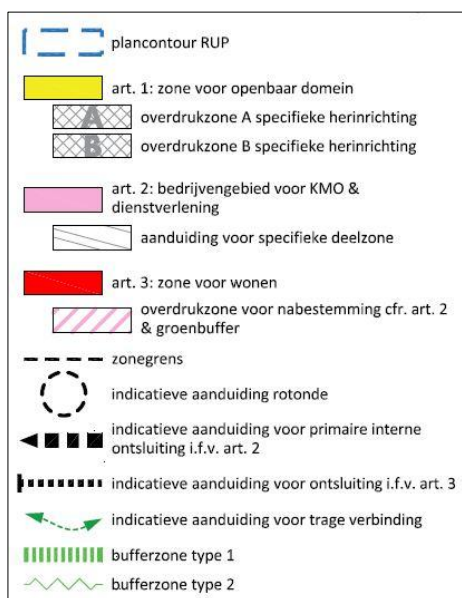 plancontour RUP
art. 1: zone voor openbaar domein
A overdrukzone A specifieke herinrichting
B overdrukzone B specifieke herinrichting
art. 2: bedrijvengebied voor KMO &
dienstverlening
aanduiding voor specifieke deelzone
art. 3: zone voor wonen
overdrukzone voor nabestemming cfr. art. 2
& groenbuffer
zonegrens
indicatieve aanduiding rotonde
indicatieve aanduiding voor primaire interne
ontsluiting i.f.v. art. 2
indicatieve aanduiding voor ontsluiting i.f.v. art. 3
indicatieve aanduiding voor trage verbinding
bufferzone type 1
bufferzone type 2